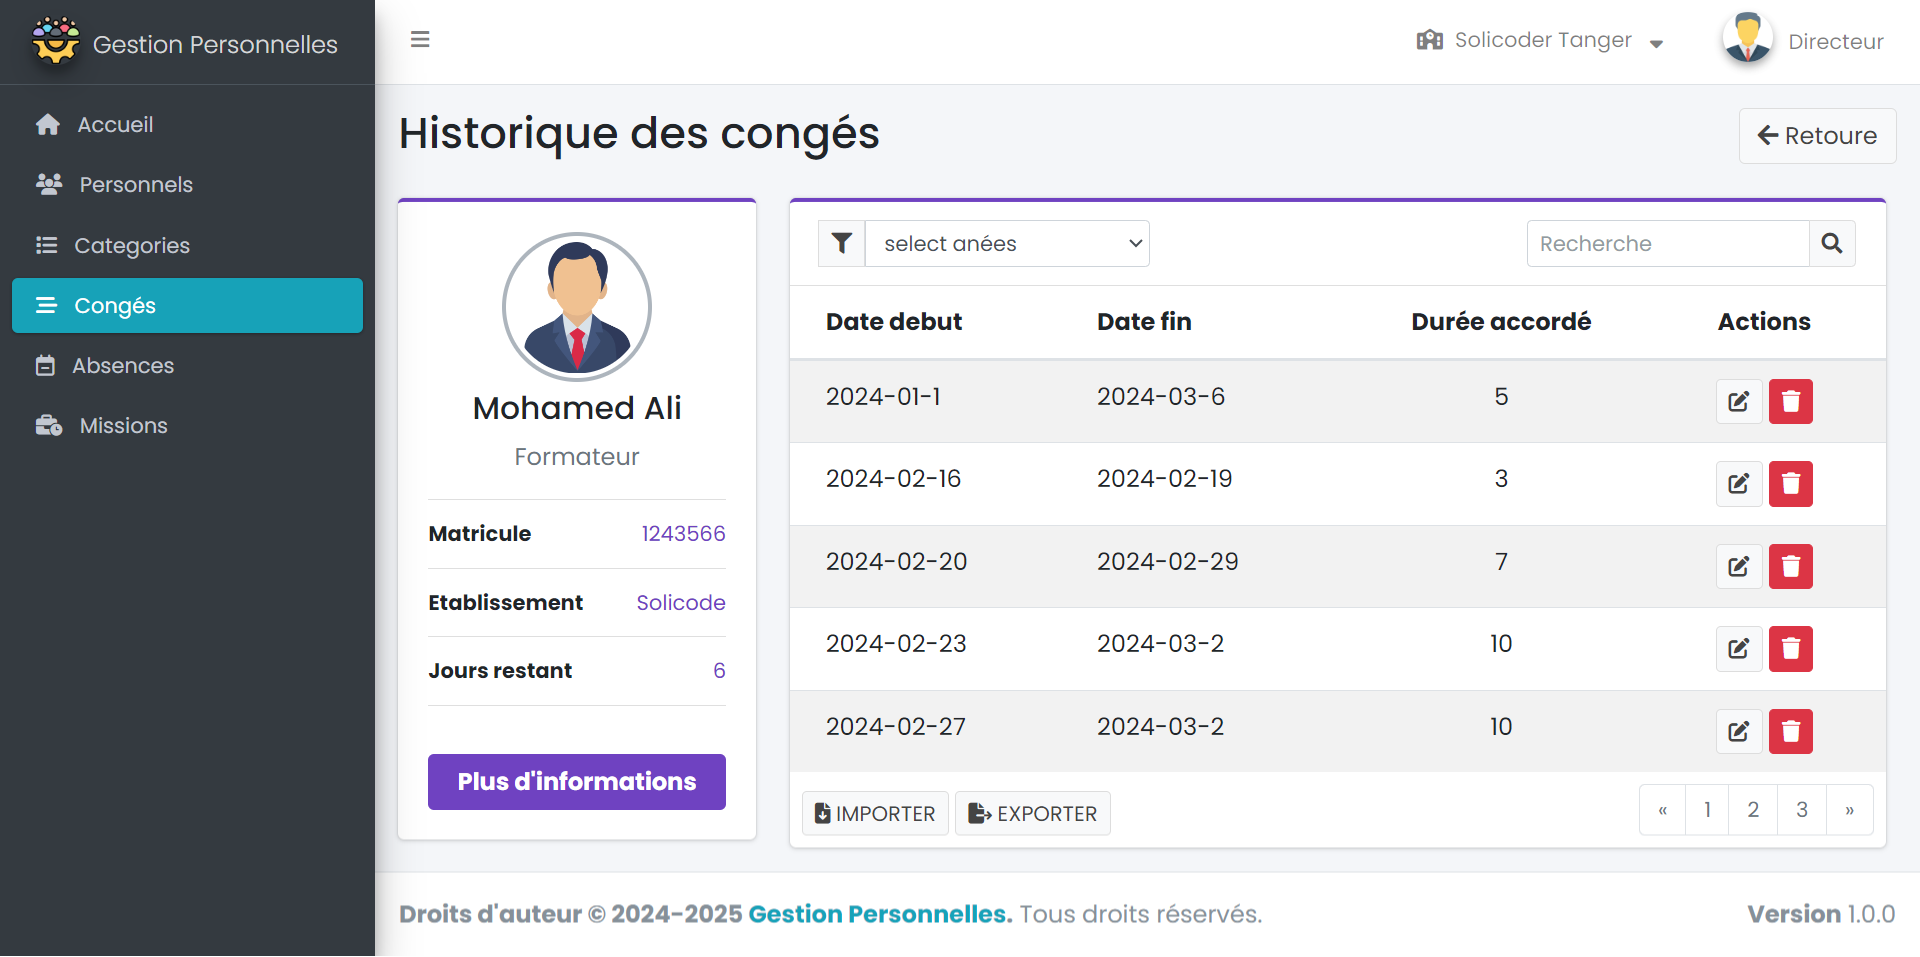 Gestion Personnelles
Solicoder Tanger
Directeur
Accueil
Personnels
Categories
Congés
Absences
Missions
Historique des congés
Retoure
Mohamed Ali
Formateur
Matricule 1243566
Etablissement Solicode
Jours restant 6
Plus d'informations
select anées
Recherche
Date debut Date fin Durée accordé Actions
2024-01-1 2024-03-6 5
2024-02-16 2024-02-19 3
2024-02-20 2024-02-29 7
2024-02-23 2024-03-2 10
2024-02-27 2024-03-2 10
IMPORTER EXPORTER
« 1 2 3 »
Droits d'auteur © 2024-2025 Gestion Personnelles. Tous droits réservés.
Version 1.0.0